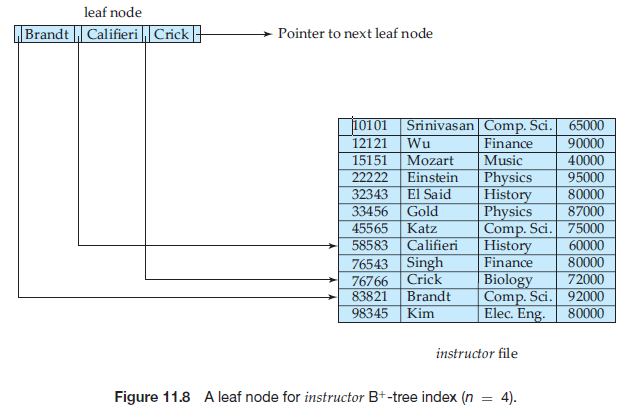 leaf node
Brandt Califieri Crick
Pointer to next leaf node
10101 Srinivasan Comp. Sci. 65000
12121 Wu Finance 90000
15151 Mozart Music 40000
22222 Einstein Physics 95000
32343 El Said History 80000
33456 Gold Physics 87000
45565 Katz Comp. Sci. 75000
58583 Califieri History 60000
76543 Singh Finance 80000
76766 Crick Biology 72000
83821 Brandt Comp. Sci. 92000
98345 Kim Elec. Eng. 80000
instructor file
Figure 11.8 A leaf node for instructor B+-tree index (n = 4).